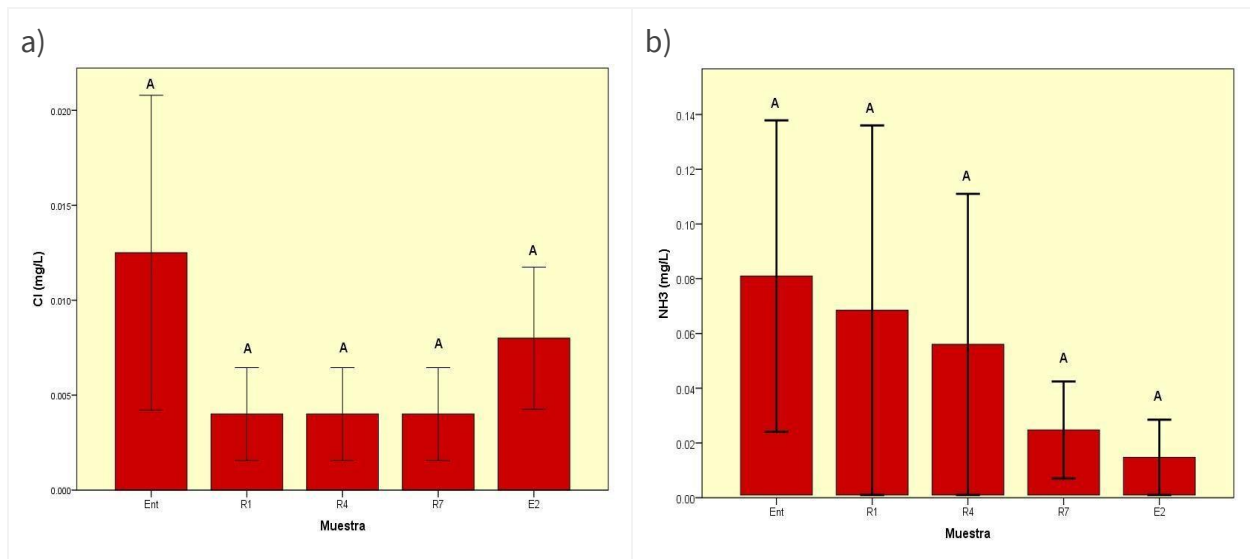 a)
A
A
A
A
A
0.020
0.015
0.010
0.005
0.000
Cl (mg/L)
Ent R1 R4 R7 E2
Muestra
b)
A
A
A
A
A
0.14
0.12
0.10
0.08
0.06
0.04
0.02
0.00
NH3 (mg/L)
Ent R1 R4 R7 E2
Muestra